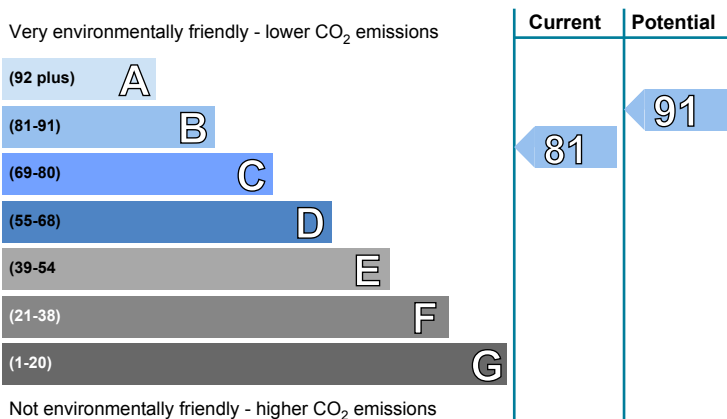 Current Potential
Very environmentally friendly - lower CO2 emissions
(92 plus) A
91
(81-91) B
81
(69-80) C
(55-68) D
(39-54 E
(21-38) F
(1-20) G
Not environmentally friendly - higher CO2 emissions